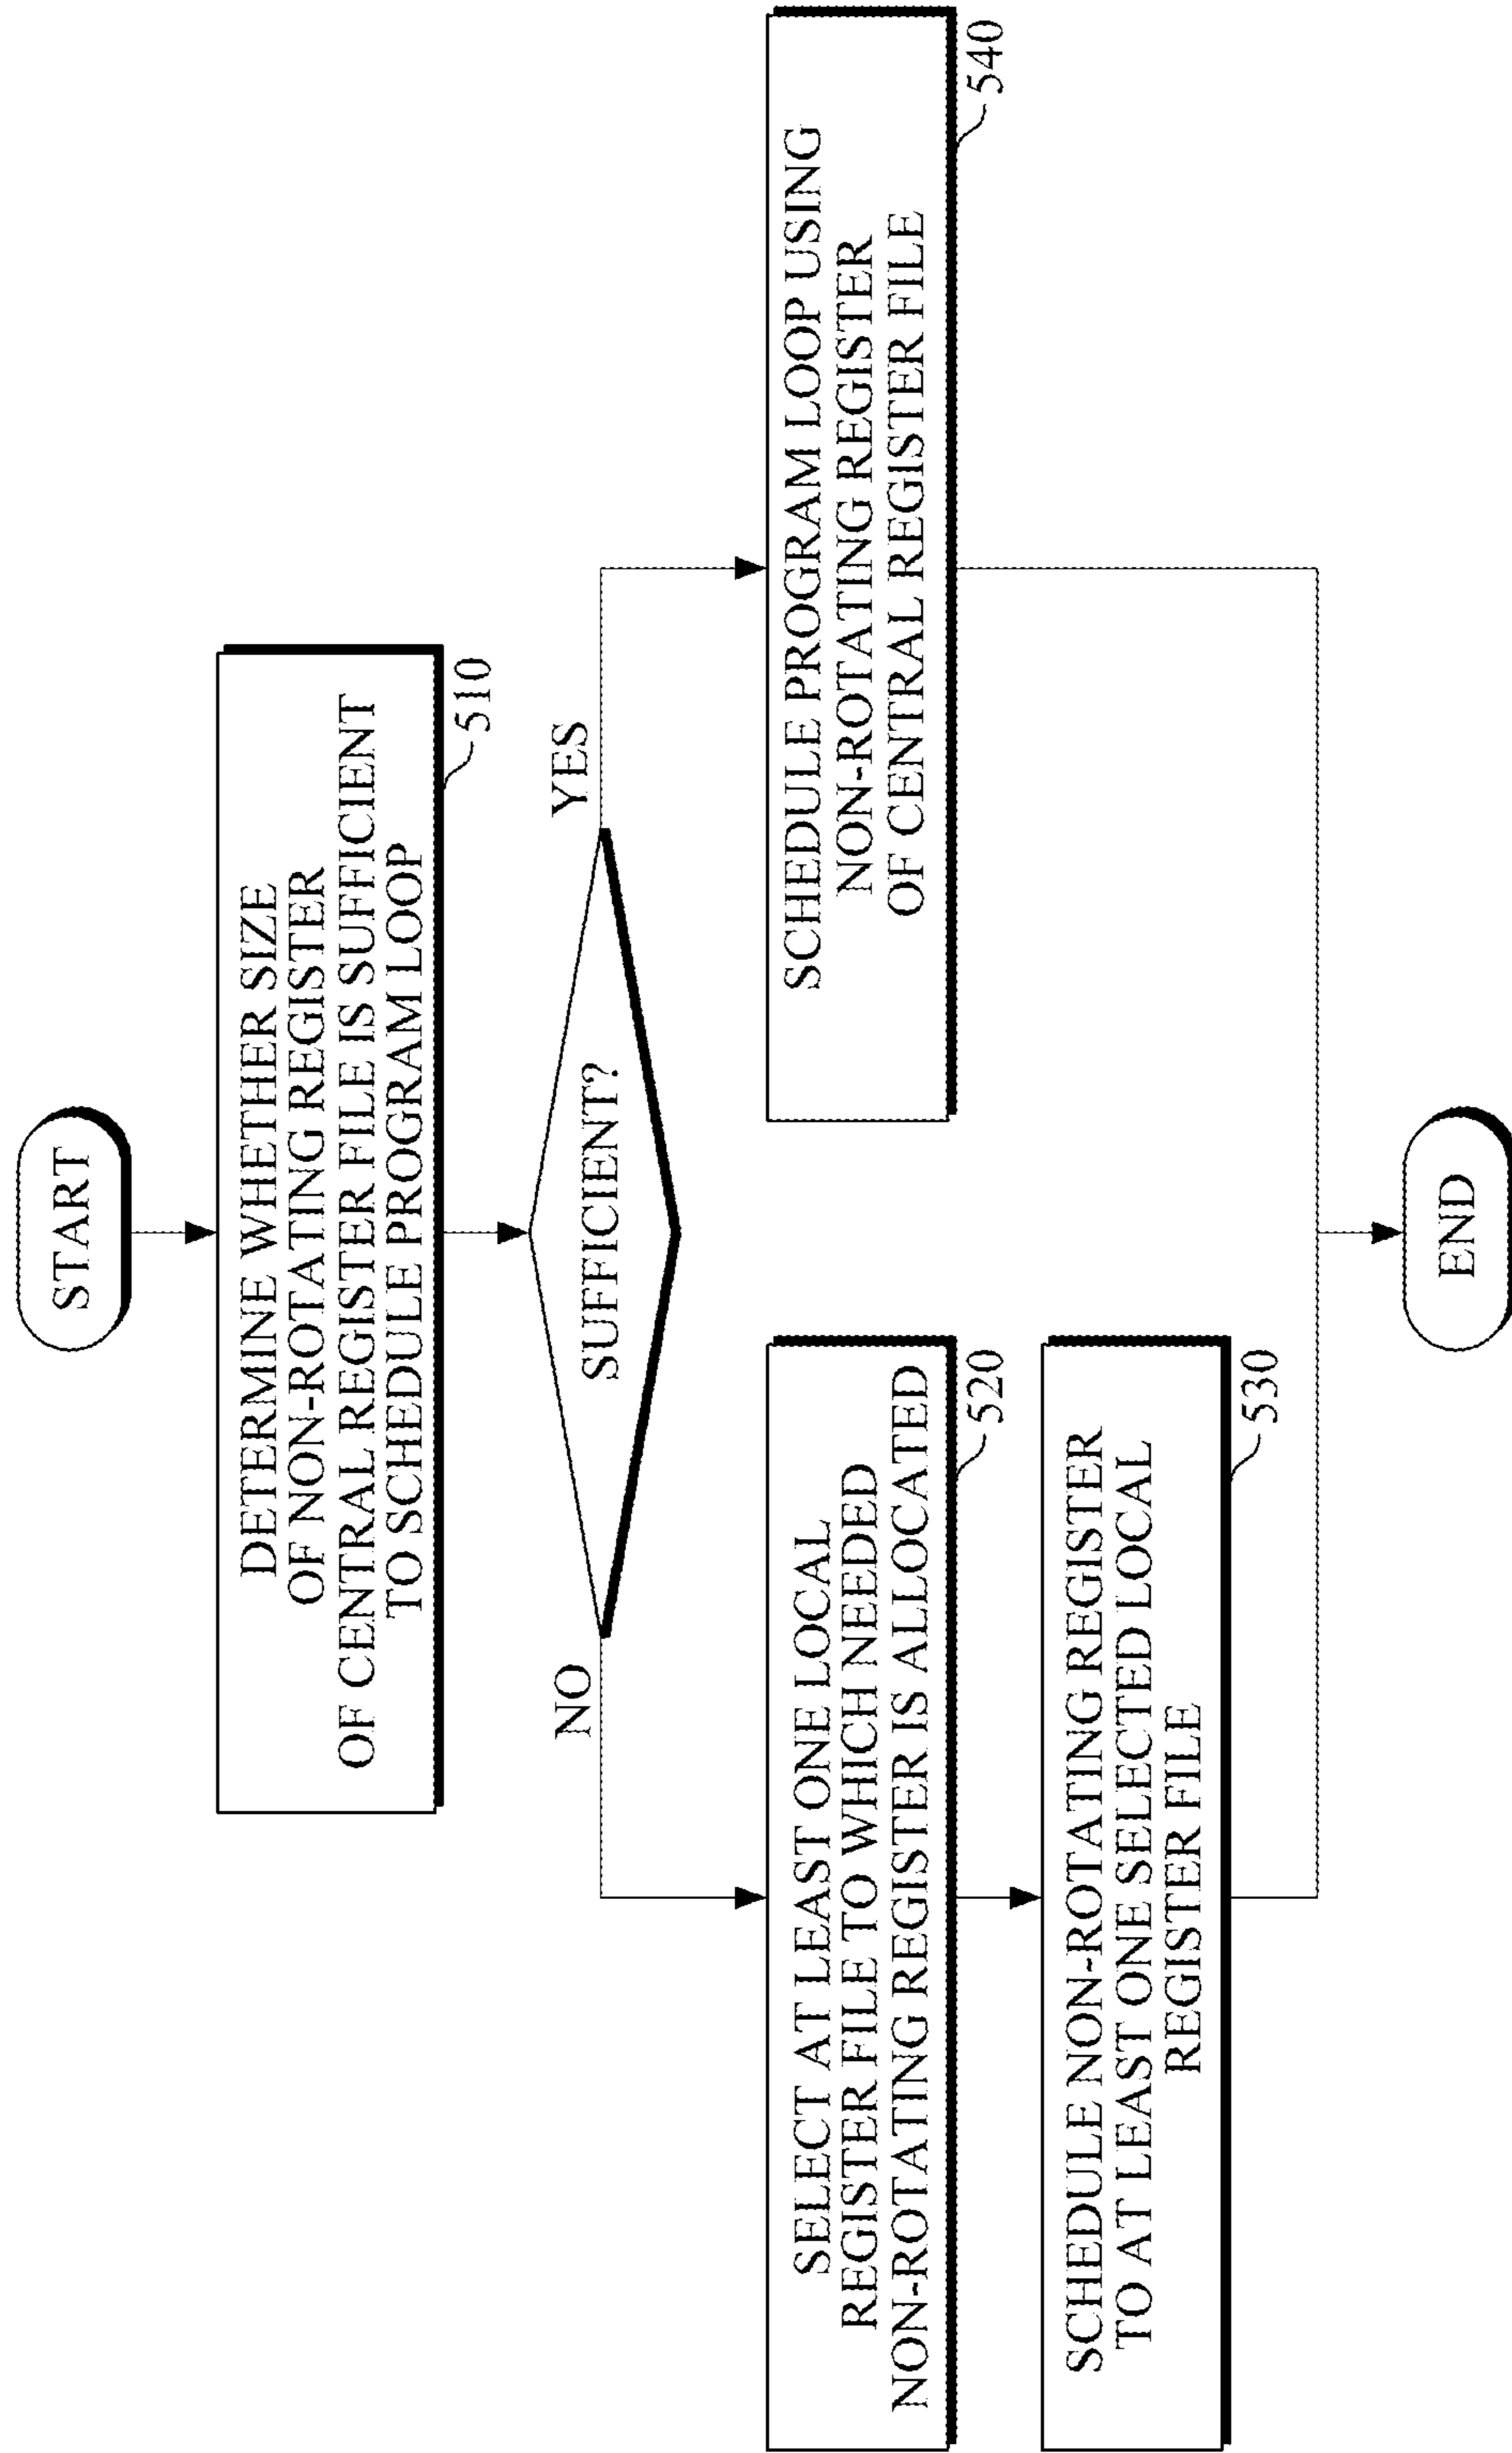 START
DETERMINE WHETHER SIZE
OF NON-ROTATING REGISTER
OF CENTRAL REGISTER FILE IS SUFFICIENT
TO SCHEDULE PROGRAM LOOP
510
SUFFICIENT?
NO
YES
SELECT AT LEAST ONE LOCAL
REGISTER FILE TO WHICH NEEDED
NON-ROTATING REGISTER IS ALLOCATED
520
SCHEDULE NON-ROTATING REGISTER
TO AT LEAST ONE SELECTED LOCAL
REGISTER FILE
530
SCHEDULE PROGRAM LOOP USING
NON-ROTATING REGISTER
OF CENTRAL REGISTER FILE
540
END